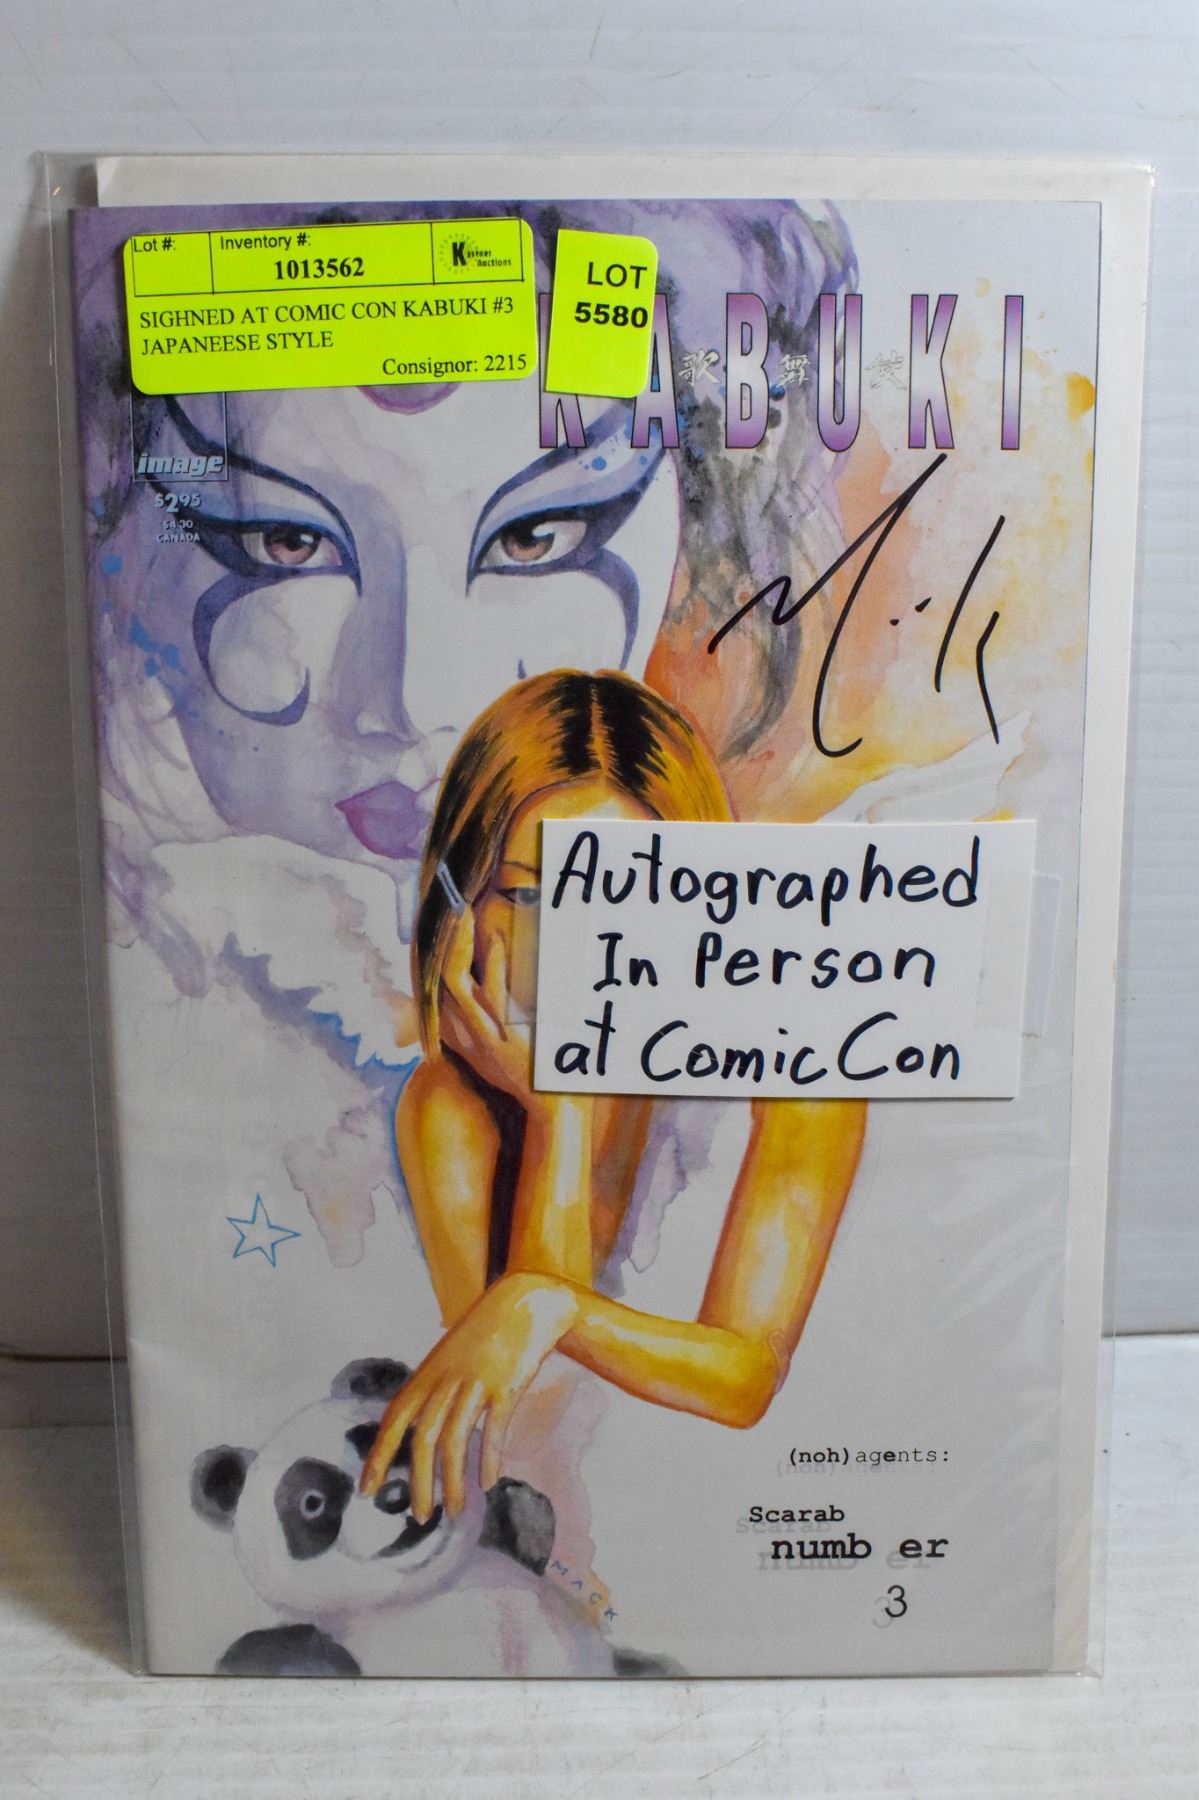 Lot #:
Inventory #:
1013562
Kastner
Auctions
SIGHNED AT COMIC CON KABUKI #3
JAPANEESE STYLE
Consignor: 2215
LOT
5580
KABUKI
歌舞伎
image
$2.95
$4.00
CANADA
Autographed
In Person
at Comic Con
(noh)agents:
Scarab
numb er
3
MACK